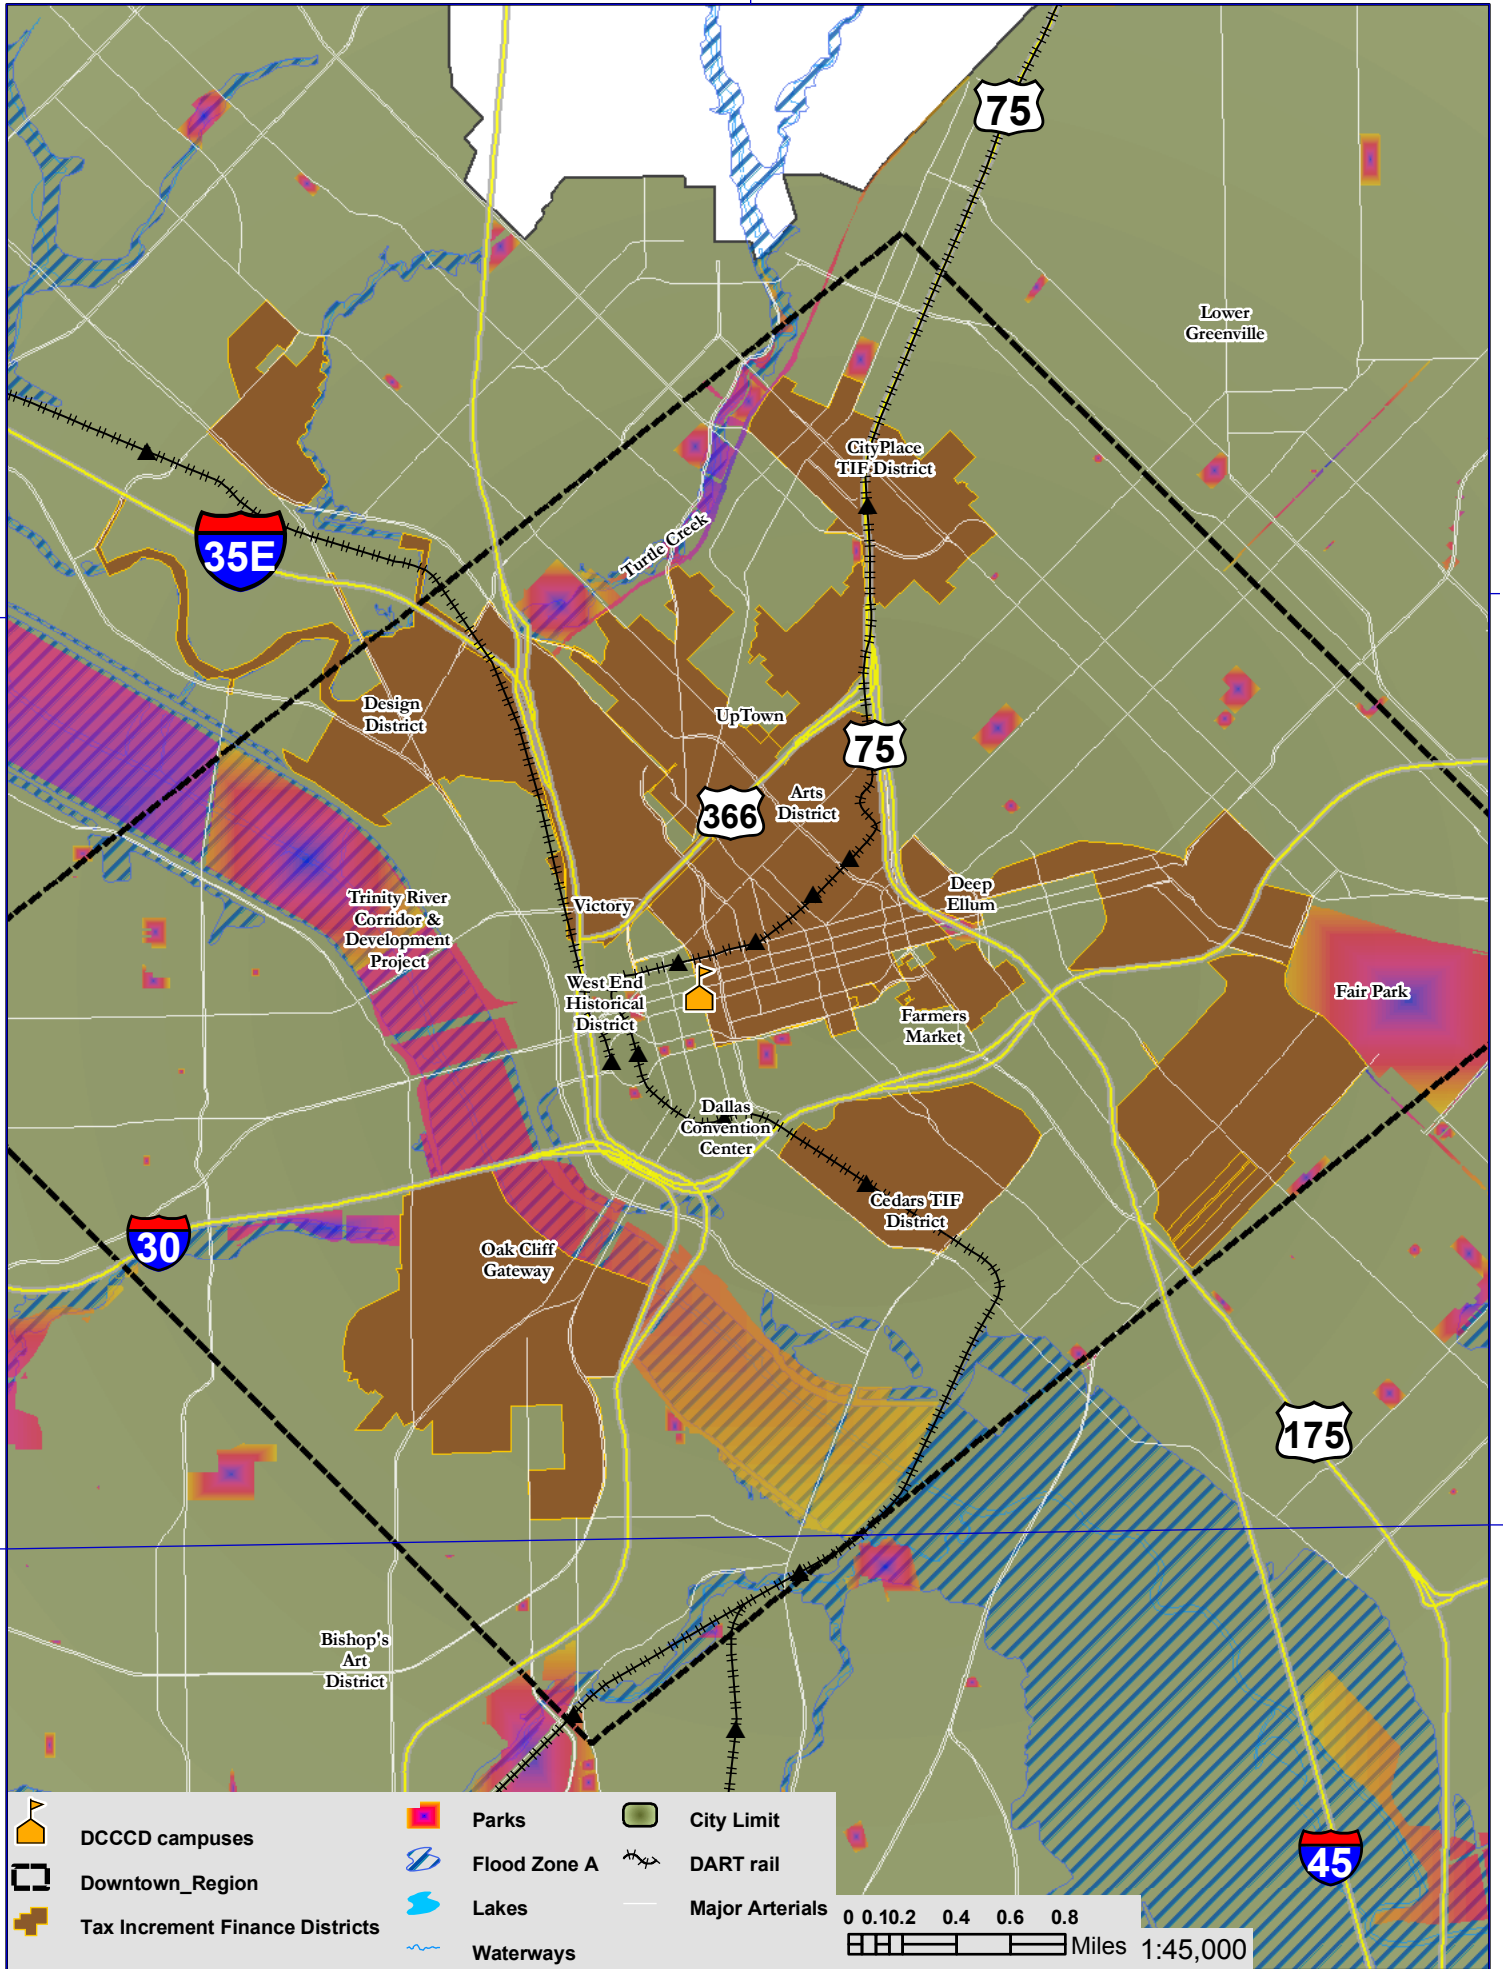 75
Lower
Greenville
CityPlace
TIF District
Turtle Creek
35E
Design
District
UpTown
75
366
Arts
District
Deep
Ellum
Trinity River
Corridor &
Development
Project
Victory
West End
Historical
District
Farmers
Market
Fair Park
Dallas
Convention
Center
Cedars TIF
District
30
Oak Cliff
Gateway
175
Bishop's
Art
District
45
DCCCD campuses
Downtown_Region
Tax Increment Finance Districts
Parks
Flood Zone A
Lakes
Waterways
City Limit
DART rail
Major Arterials
0 0.10.2 0.4 0.6 0.8
Miles 1:45,000